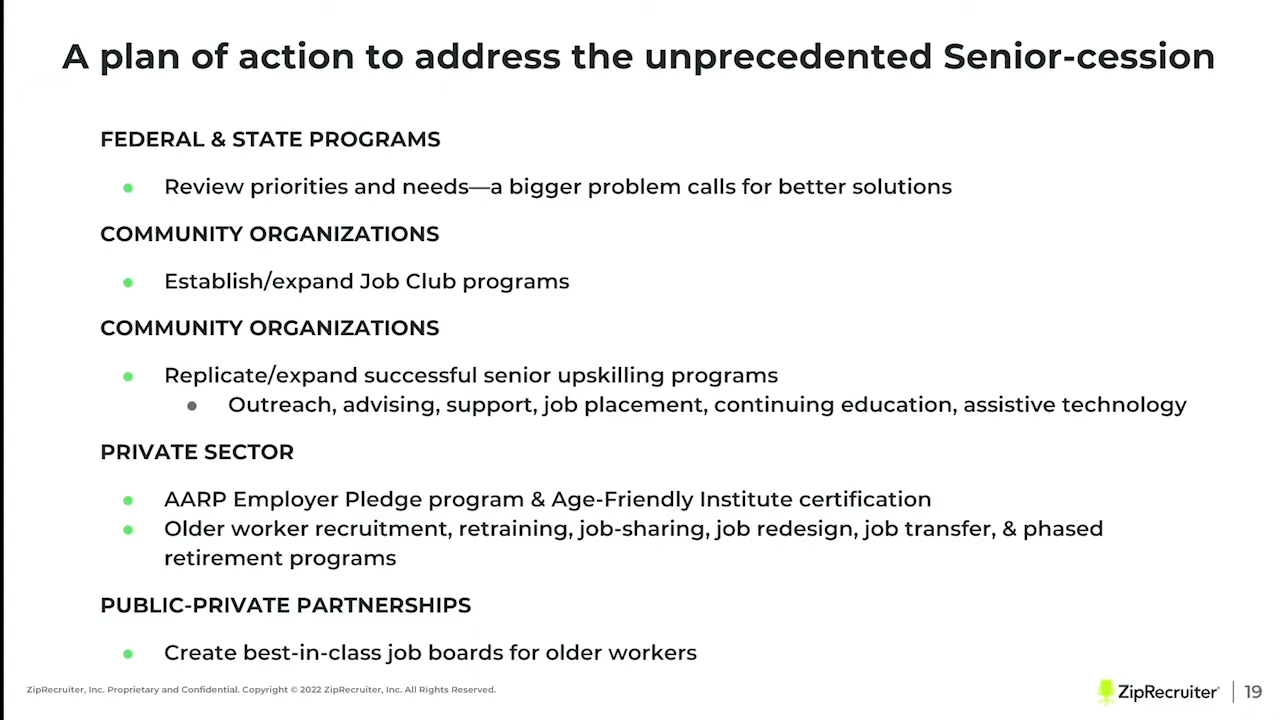 A plan of action to address the unprecedented Senior-cession
FEDERAL & STATE PROGRAMS
● Review priorities and needs—a bigger problem calls for better solutions
COMMUNITY ORGANIZATIONS
● Establish/expand Job Club programs
COMMUNITY ORGANIZATIONS
● Replicate/expand successful senior upskilling programs
● Outreach, advising, support, job placement, continuing education, assistive technology
PRIVATE SECTOR
● AARP Employer Pledge program & Age-Friendly Institute certification
● Older worker recruitment, retraining, job-sharing, job redesign, job transfer, & phased
retirement programs
PUBLIC-PRIVATE PARTNERSHIPS
● Create best-in-class job boards for older workers
ZipRecruiter, Inc. Proprietary and Confidential. Copyright © 2022 ZipRecruiter, Inc. All Rights Reserved.
ZipRecruiter | 19